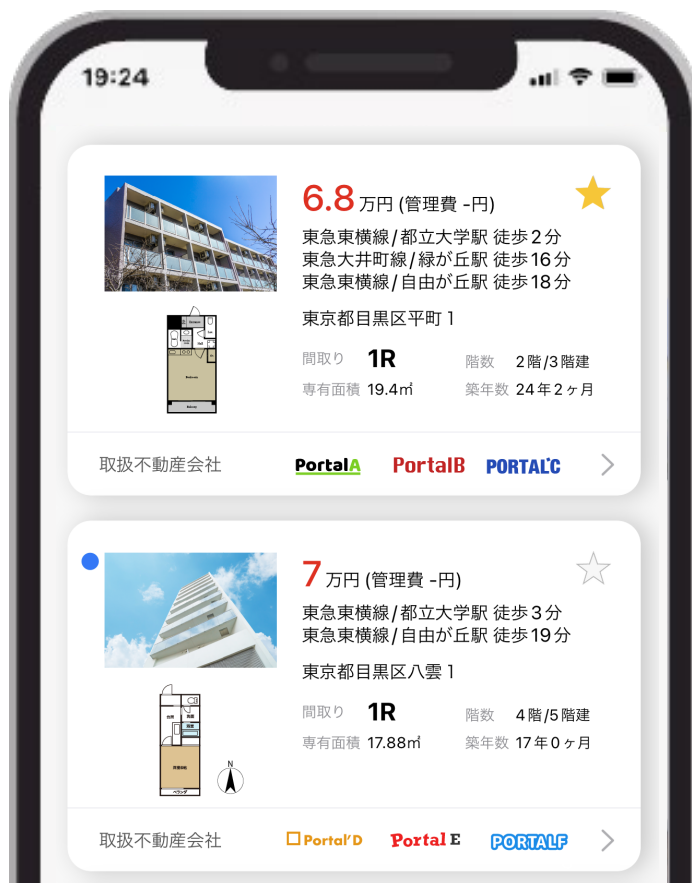 19:24
6.8 万円 (管理費 -円)
東急東横線/都立大学駅 徒歩2分
東急大井町線/緑が丘駅 徒歩16分
東急東横線/自由が丘駅 徒歩18分
東京都目黒区平町1
間取り 1R 階数 2階/3階建
専有面積 19.4㎡ 築年数 24年2ヶ月
取扱不動産会社 PortalA PortalB PORTAL'C
7 万円 (管理費 -円)
東急東横線/都立大学駅 徒歩3分
東急東横線/自由が丘駅 徒歩19分
東京都目黒区八雲1
間取り 1R 階数 4階/5階建
専有面積 17.88㎡ 築年数 17年0ヶ月
N
ベランダ
取扱不動産会社 Portal'D Portal E PORTALF